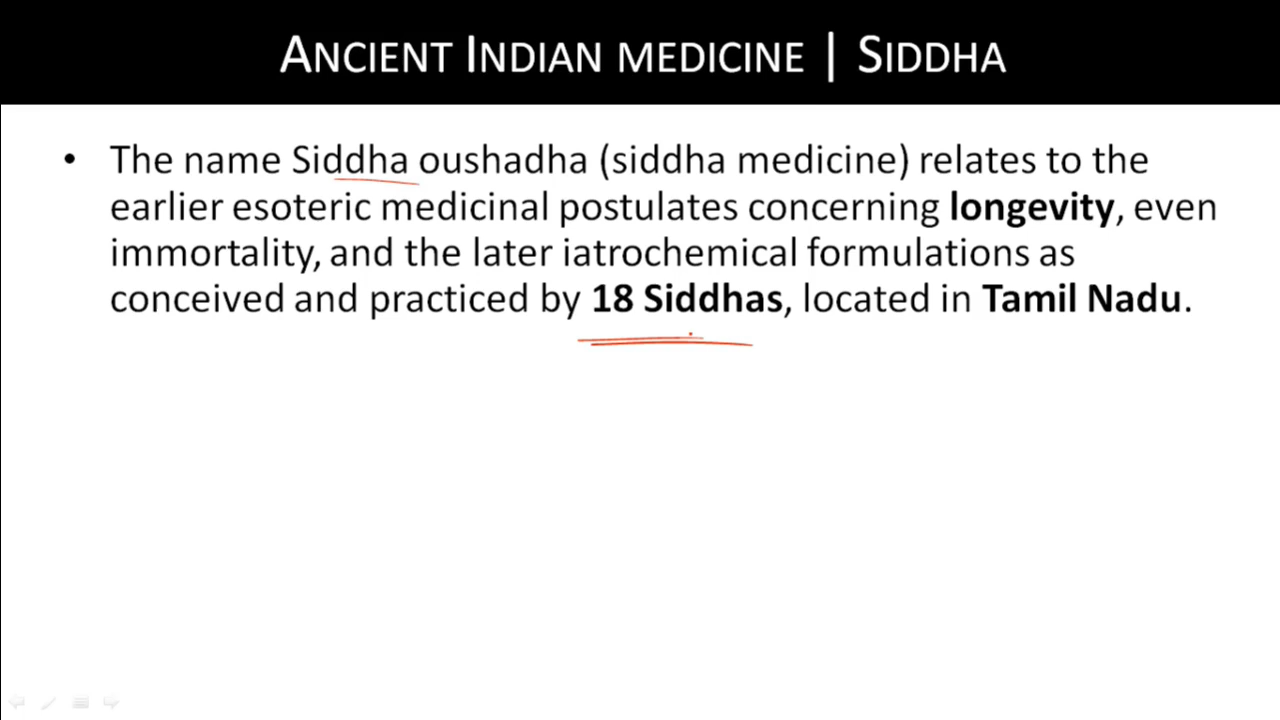 ANCIENT INDIAN MEDICINE | SIDDHA
• The name Siddha oushadha (siddha medicine) relates to the
earlier esoteric medicinal postulates concerning longevity, even
immortality, and the later iatrochemical formulations as
conceived and practiced by 18 Siddhas, located in Tamil Nadu.